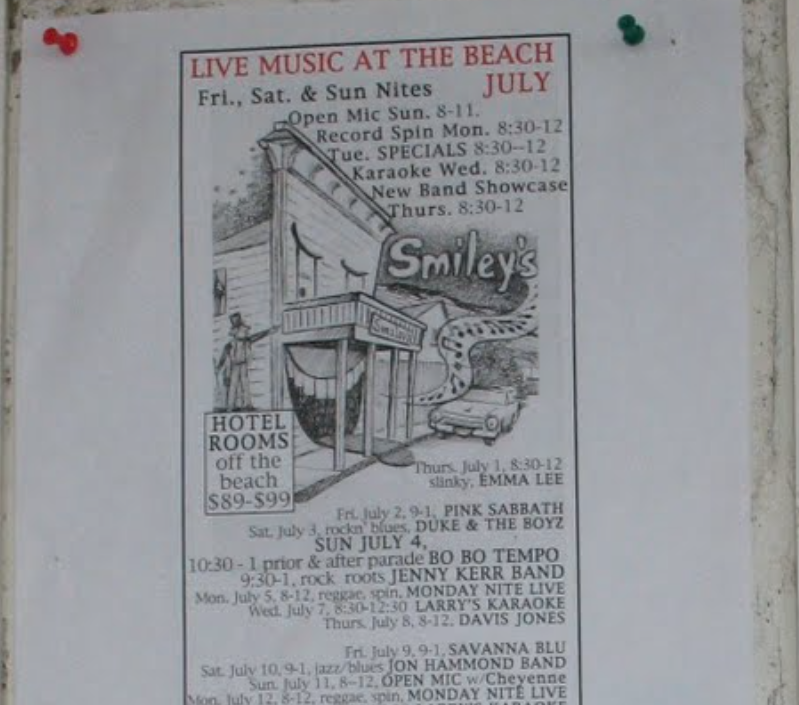 LIVE MUSIC AT THE BEACH
Fri., Sat. & Sun Nites JULY
Open Mic Sun. 8-11.
Record Spin Mon. 8:30-12
Tue. SPECIALS 8:30--12
Karaoke Wed. 8:30-12
New Band Showcase
Thurs. 8:30-12
Smiley's
Smiley's
HOTEL
ROOMS
off the
beach
$89-$99
Thurs. July 1, 8:30-12
slinky, EMMA LEE
Fri. July 2, 9-1, PINK SABBATH
Sat. July 3, rockn' blues, DUKE & THE BOYZ
SUN JULY 4,
10:30 - 1 prior & after parade BO BO TEMPO
9:30-1, rock roots JENNY KERR BAND
Mon. July 5, 8-12, reggae, spin, MONDAY NITE LIVE
Wed. July 7, 8:30-12:30 LARRY'S KARAOKE
Thurs. July 8, 8-12, DAVIS JONES
Fri. July 9, 9-1, SAVANNA BLU
Sat. July 10, 9-1, jazz/blues JON HAMMOND BAND
Sun. July 11, 8--12, OPEN MIC w/Cheyenne
Mon. July 12, 8-12, reggae, spin, MONDAY NITE LIVE